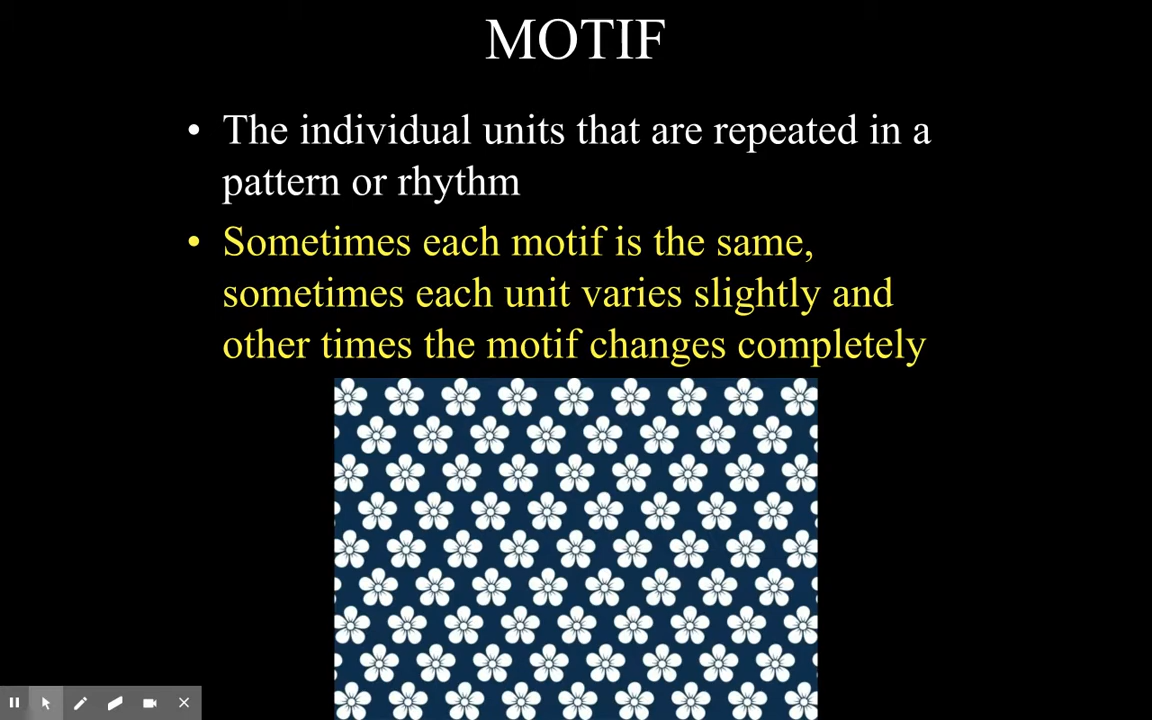 MOTIF
• The individual units that are repeated in a
pattern or rhythm
• Sometimes each motif is the same,
sometimes each unit varies slightly and
other times the motif changes completely